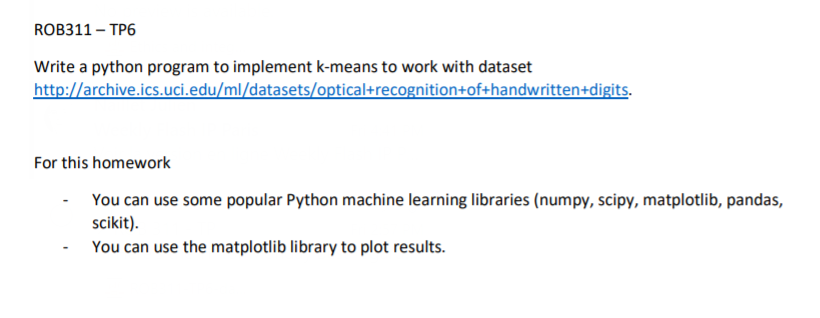 ROB311 – TP6
Write a python program to implement k-means to work with dataset
http://archive.ics.uci.edu/ml/datasets/optical+recognition+of+handwritten+digits.
For this homework
- You can use some popular Python machine learning libraries (numpy, scipy, matplotlib, pandas,
scikit).
- You can use the matplotlib library to plot results.